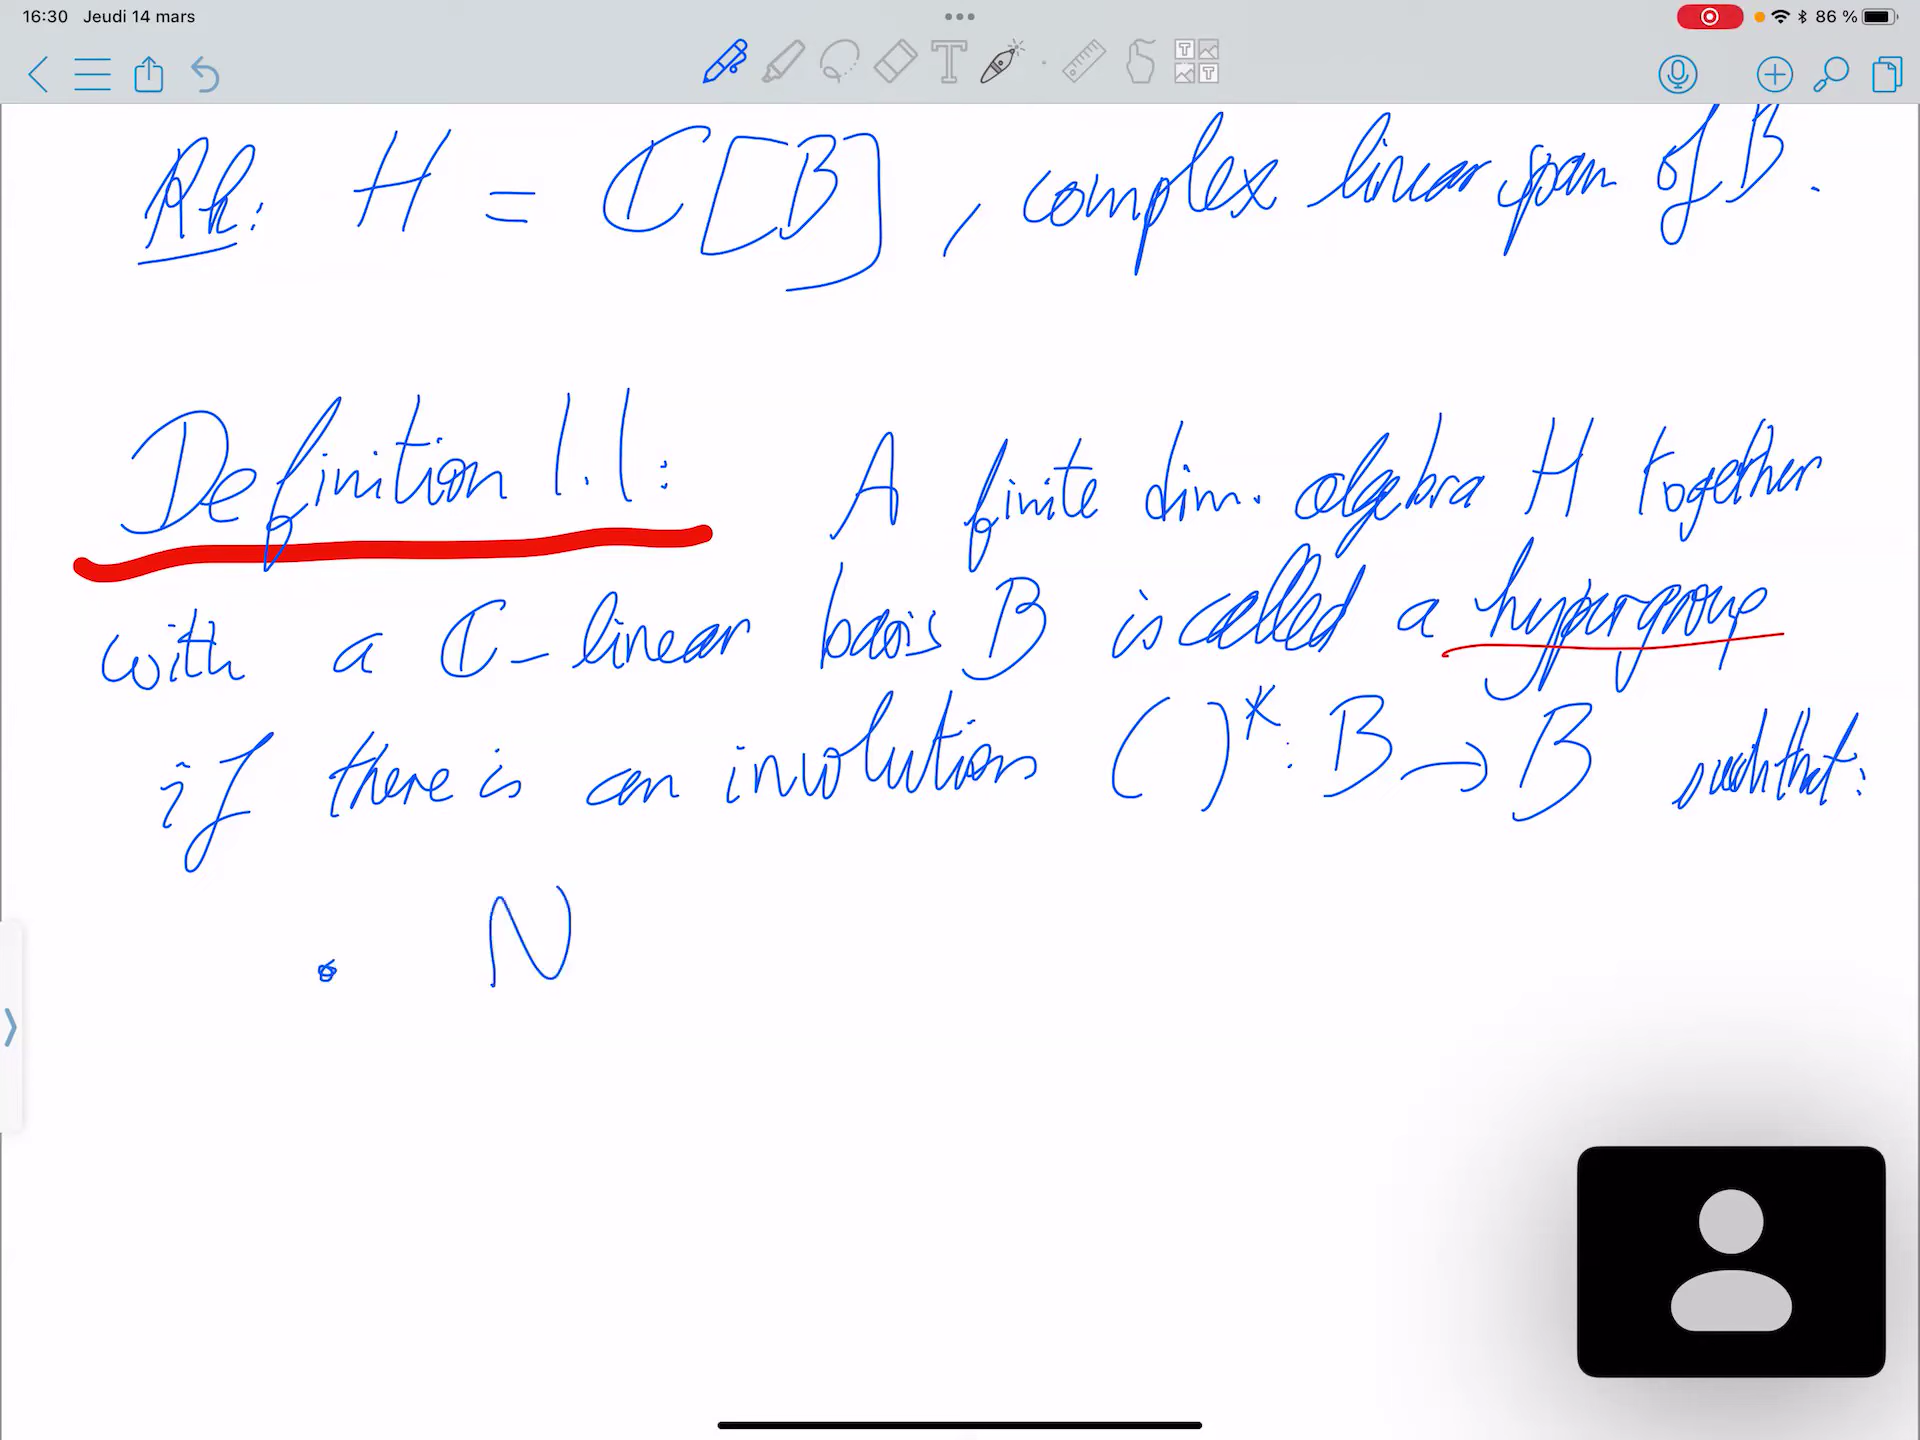 16:30 Jeudi 14 mars
86 %
Rk: H = ℂ[B], complex linear span of B.
Definition 1.1: A finite dim. algebra H together
with a ℂ-linear basis B is called a hypergroup
if there is an involution ( )*: B → B such that:
• N